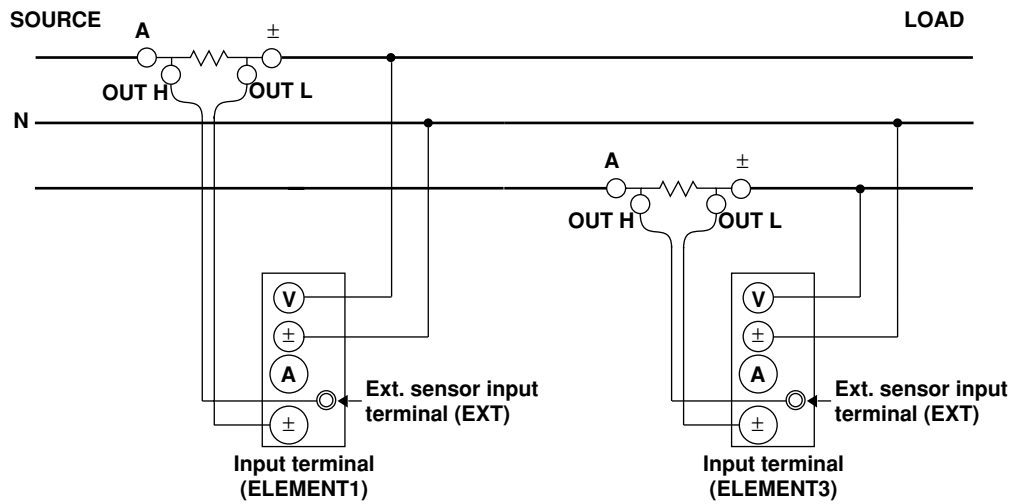 SOURCE
LOAD
A
±
OUT H
OUT L
N
A
±
OUT H
OUT L
V
±
A
±
Ext. sensor input
terminal (EXT)
Input terminal
(ELEMENT1)
V
±
A
±
Ext. sensor input
terminal (EXT)
Input terminal
(ELEMENT3)